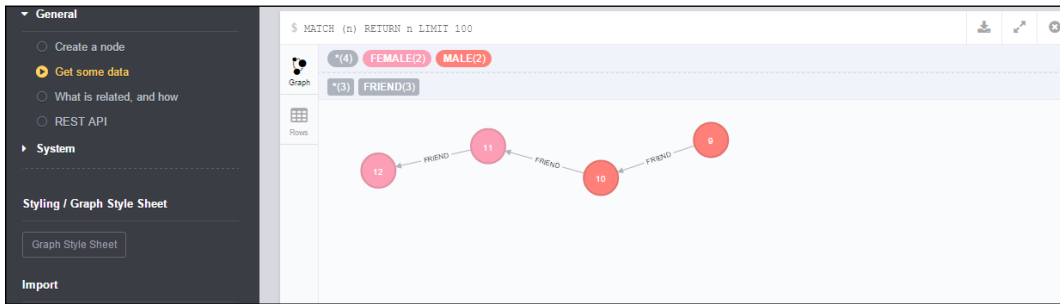 General
Create a node
Get some data
What is related, and how
REST API
System
Styling / Graph Style Sheet
Graph Style Sheet
Import
$ MATCH (n) RETURN n LIMIT 100
Graph
Rows
*(4) FEMALE(2) MALE(2)
*(3) FRIEND(3)
12
FRIEND
11
FRIEND
10
FRIEND
9